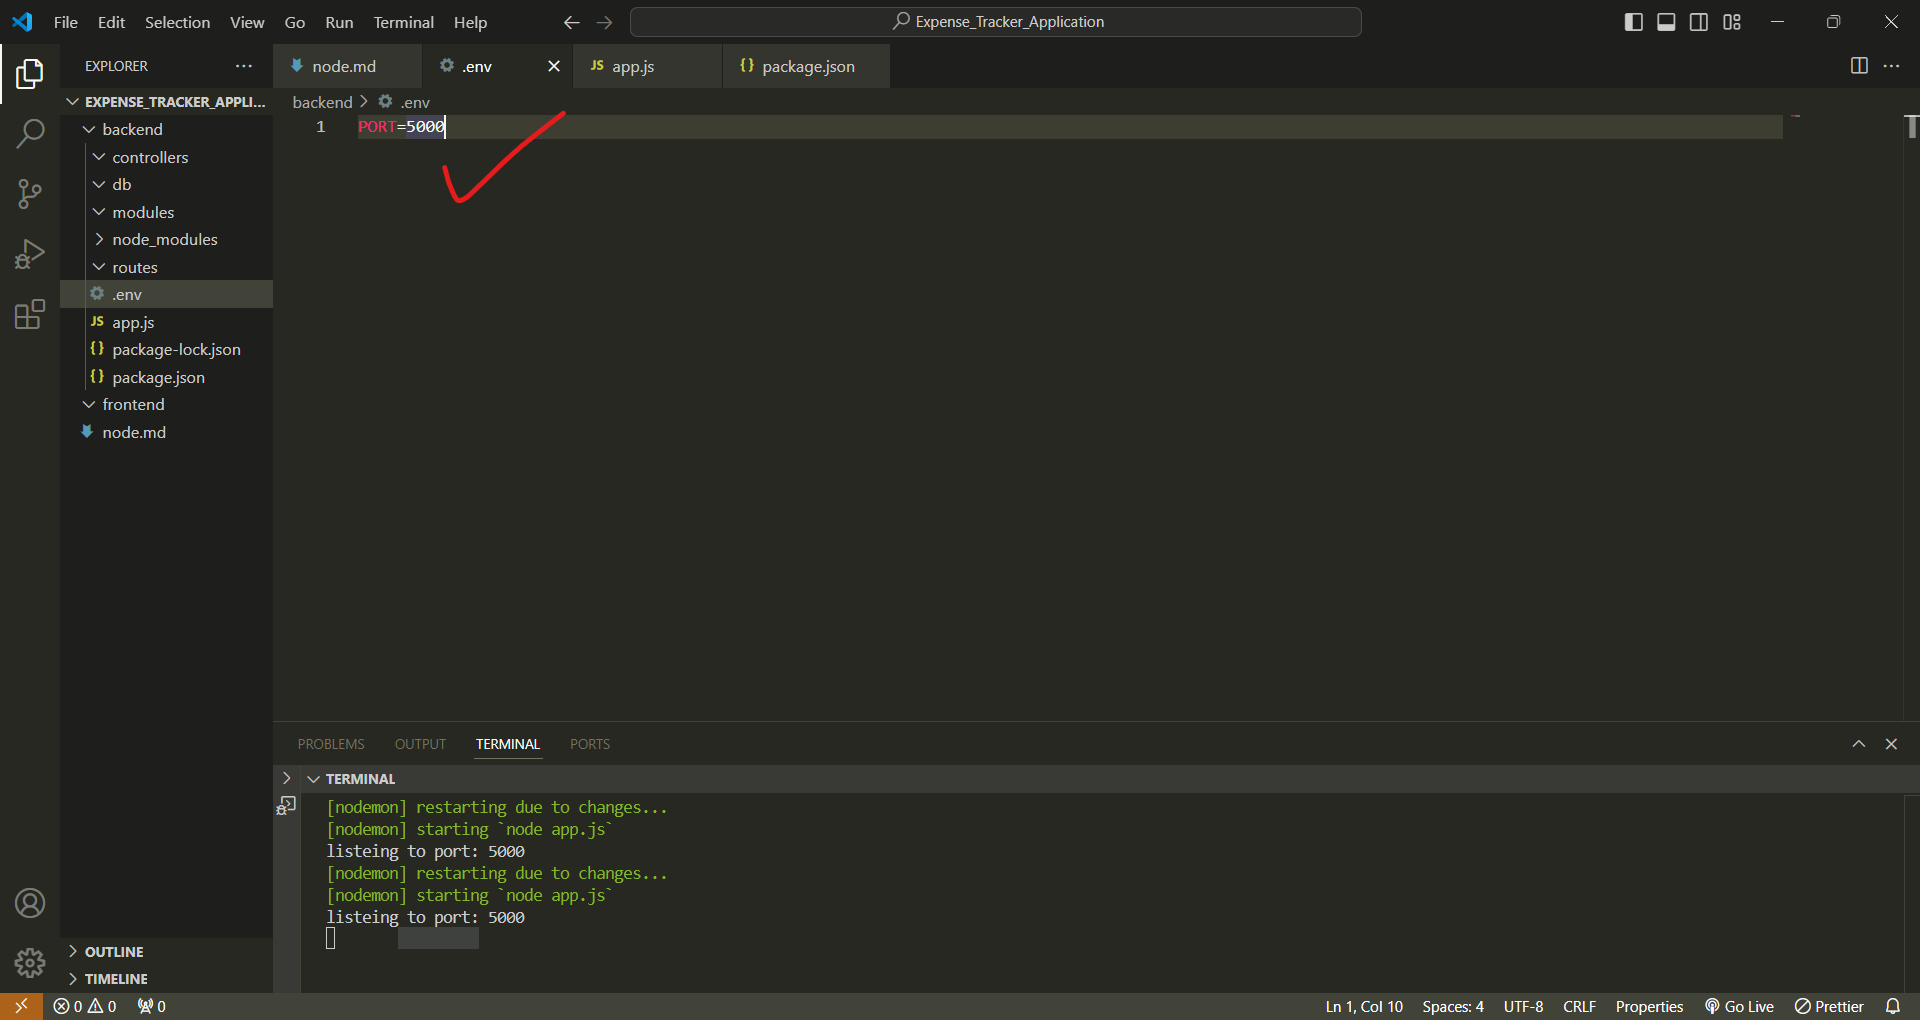 File Edit Selection View Go Run Terminal Help
Expense_Tracker_Application
EXPLORER
node.md
.env
JS app.js
{} package.json
EXPENSE_TRACKER_APPLI...
backend
controllers
db
modules
node_modules
routes
.env
JS app.js
{} package-lock.json
{} package.json
frontend
node.md
OUTLINE
TIMELINE
backend > .env
1 PORT=5000
PROBLEMS OUTPUT TERMINAL PORTS
TERMINAL
[nodemon] restarting due to changes...
[nodemon] starting `node app.js`
listeing to port: 5000
[nodemon] restarting due to changes...
[nodemon] starting `node app.js`
listeing to port: 5000
0 0 0
Ln 1, Col 10 Spaces: 4 UTF-8 CRLF Properties Go Live Prettier